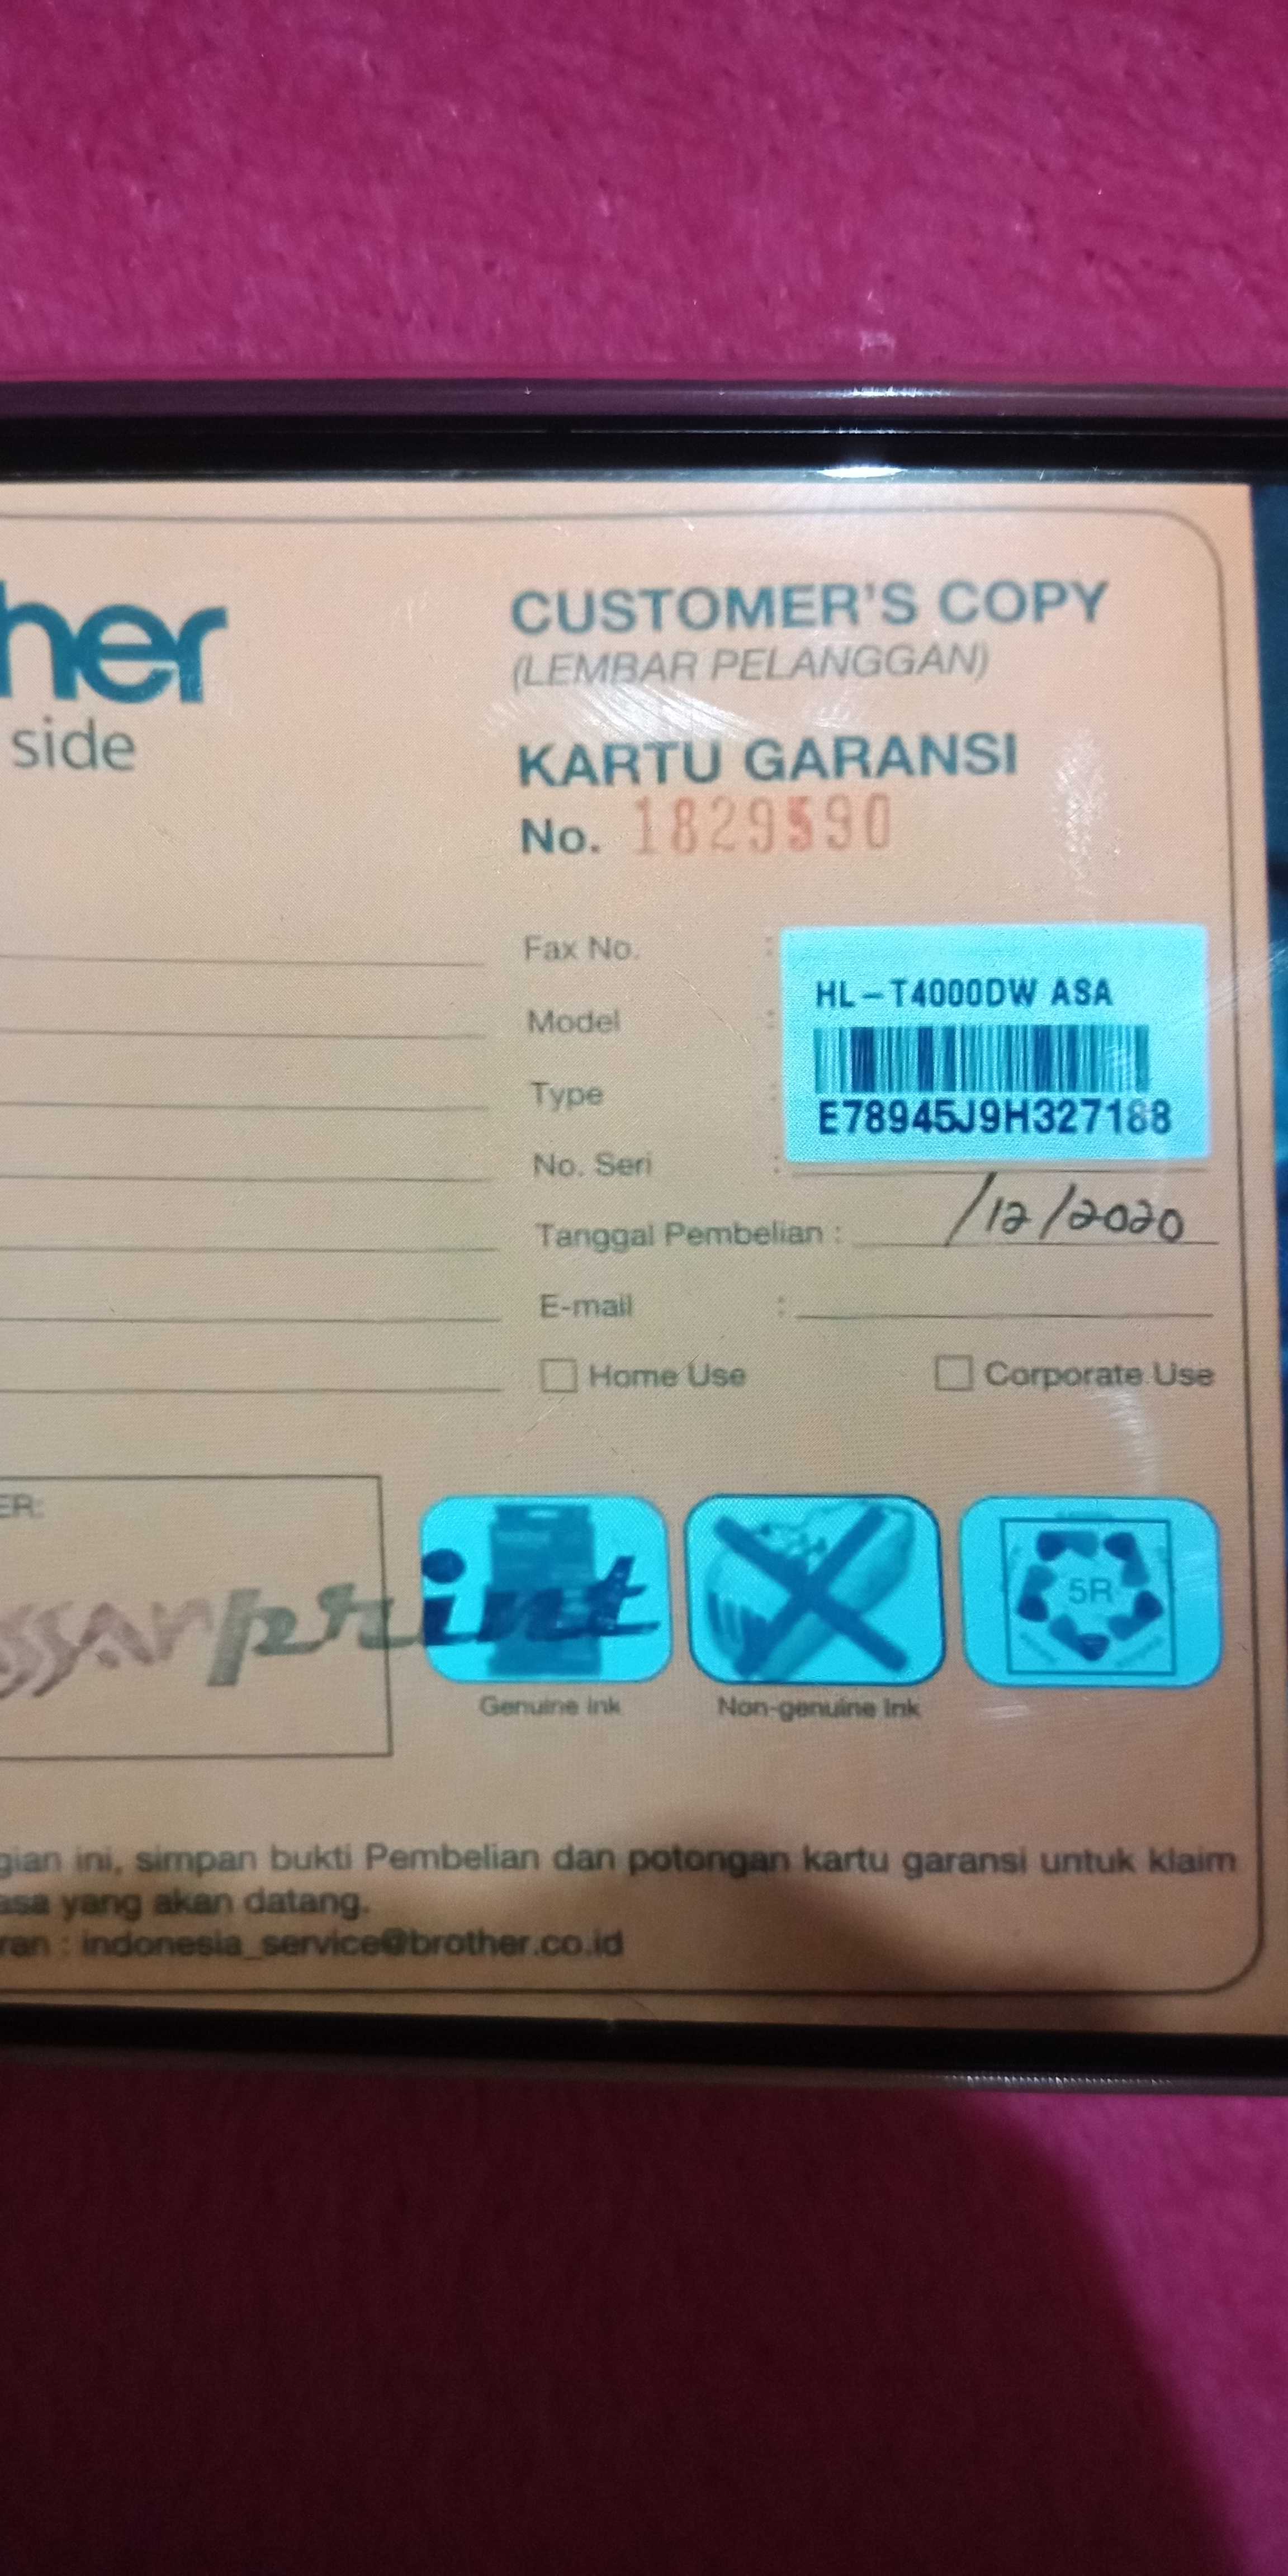 her
side
CUSTOMER'S COPY
(LEMBAR PELANGGAN)
KARTU GARANSI
No. 1829590
Fax No. :
Model :
Type :
No. Seri :
HL-T4000DW ASA
E78945J9H327188
Tanggal Pembelian : /12/2020
E-mail :
Home Use
Corporate Use
ER:
ssanprint
5R
Genuine Ink
Non-genuine Ink
gian ini, simpan bukti Pembelian dan potongan kartu garansi untuk klaim
asa yang akan datang.
ran : indonesia_service@brother.co.id